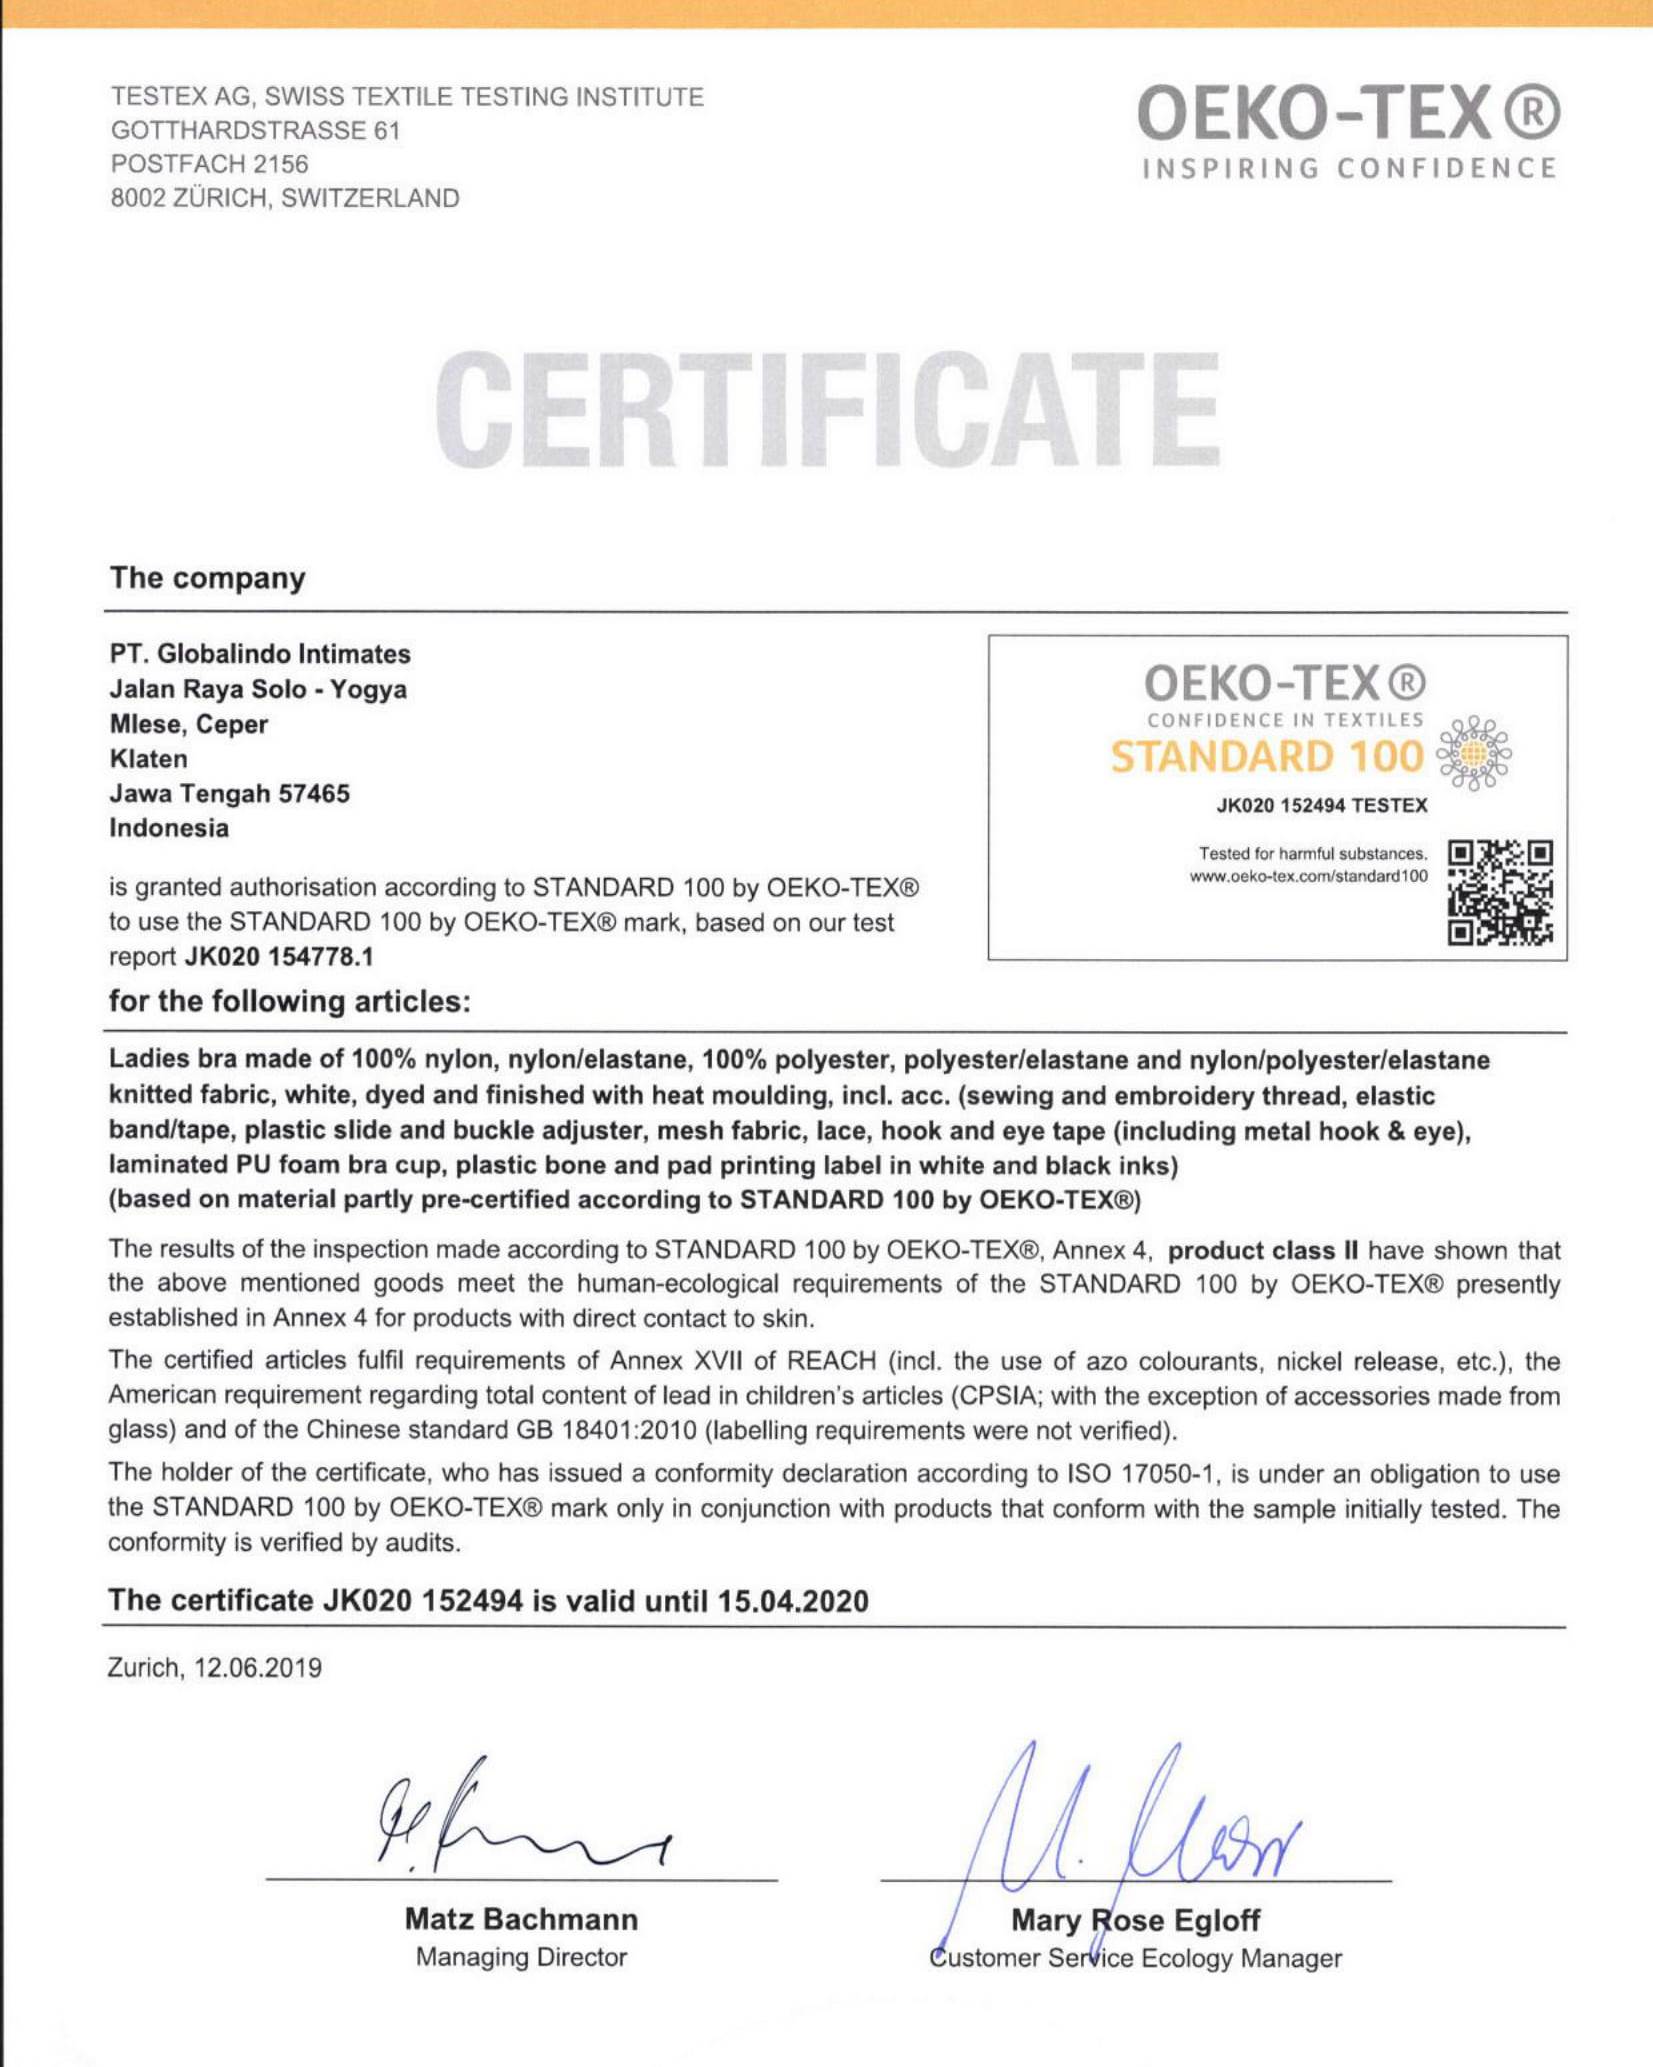 TESTEX AG, SWISS TEXTILE TESTING INSTITUTE
GOTTHARDSTRASSE 61
POSTFACH 2156
8002 ZÜRICH, SWITZERLAND
OEKO-TEX®
INSPIRING CONFIDENCE
CERTIFICATE
The company
PT. Globalindo Intimates
Jalan Raya Solo - Yogya
Mlese, Ceper
Klaten
Jawa Tengah 57465
Indonesia
is granted authorisation according to STANDARD 100 by OEKO-TEX®
to use the STANDARD 100 by OEKO-TEX® mark, based on our test
report JK020 154778.1
OEKO-TEX®
CONFIDENCE IN TEXTILES
STANDARD 100
JK020 152494 TESTEX
Tested for harmful substances.
www.oeko-tex.com/standard100
for the following articles:
Ladies bra made of 100% nylon, nylon/elastane, 100% polyester, polyester/elastane and nylon/polyester/elastane
knitted fabric, white, dyed and finished with heat moulding, incl. acc. (sewing and embroidery thread, elastic
band/tape, plastic slide and buckle adjuster, mesh fabric, lace, hook and eye tape (including metal hook & eye),
laminated PU foam bra cup, plastic bone and pad printing label in white and black inks)
(based on material partly pre-certified according to STANDARD 100 by OEKO-TEX®)
The results of the inspection made according to STANDARD 100 by OEKO-TEX®, Annex 4, product class II have shown that
the above mentioned goods meet the human-ecological requirements of the STANDARD 100 by OEKO-TEX® presently
established in Annex 4 for products with direct contact to skin.
The certified articles fulfil requirements of Annex XVII of REACH (incl. the use of azo colourants, nickel release, etc.), the
American requirement regarding total content of lead in children's articles (CPSIA; with the exception of accessories made from
glass) and of the Chinese standard GB 18401:2010 (labelling requirements were not verified).
The holder of the certificate, who has issued a conformity declaration according to ISO 17050-1, is under an obligation to use
the STANDARD 100 by OEKO-TEX® mark only in conjunction with products that conform with the sample initially tested. The
conformity is verified by audits.
The certificate JK020 152494 is valid until 15.04.2020
Zurich, 12.06.2019
Matz Bachmann
Managing Director
Mary Rose Egloff
Customer Service Ecology Manager